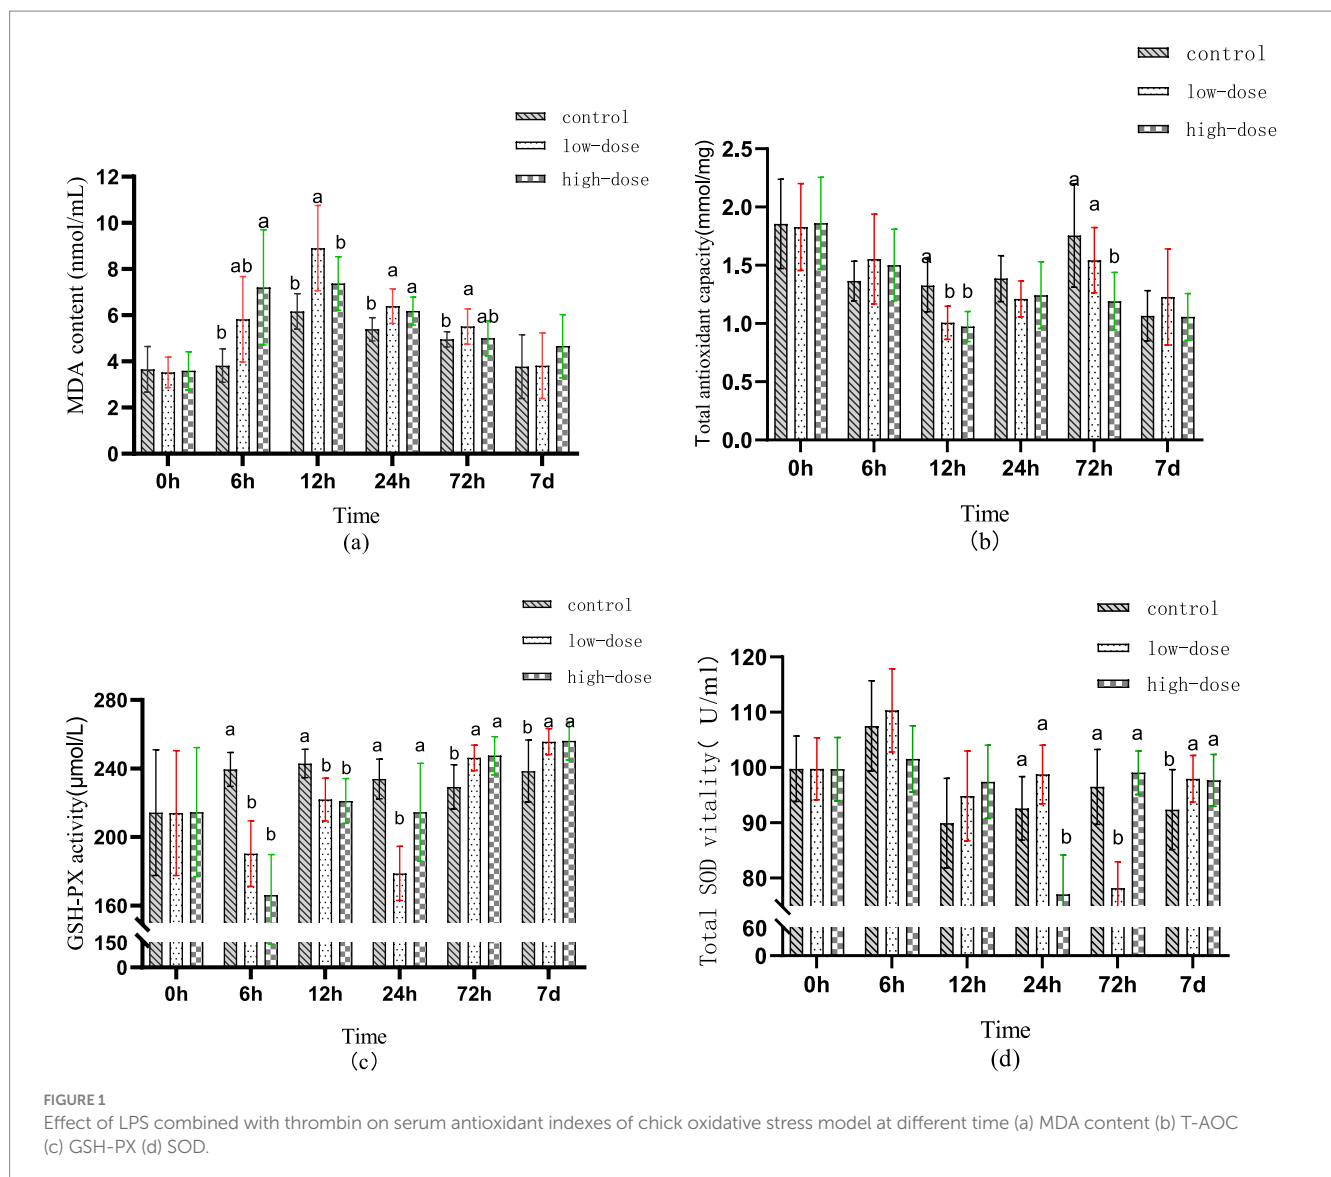 control
low-dose
high-dose
MDA content (nmol/mL)
12
10
8
6
4
2
0
b
ab
a
b
a
b
b
a
a
b
a
ab
0h 6h 12h 24h 72h 7d
Time
(a)
control
low-dose
high-dose
Total antioxidant capacity(mmol/mg)
2.5
2.0
1.5
1.0
0.5
0.0
a
b
b
a
a
b
0h 6h 12h 24h 72h 7d
Time
(b)
control
low-dose
high-dose
GSH-PX activity(μmol/L)
280
240
200
160
150
0
a
b
b
a
b
b
a
b
a
b
a
a
b
a
a
0h 6h 12h 24h 72h 7d
Time
(c)
control
low-dose
high-dose
Total SOD vitality( U/ml)
120
110
100
90
80
60
0
a
a
b
a
b
a
b
a
a
0h 6h 12h 24h 72h 7d
Time
(d)
FIGURE 1
Effect of LPS combined with thrombin on serum antioxidant indexes of chick oxidative stress model at different time (a) MDA content (b) T-AOC
(c) GSH-PX (d) SOD.